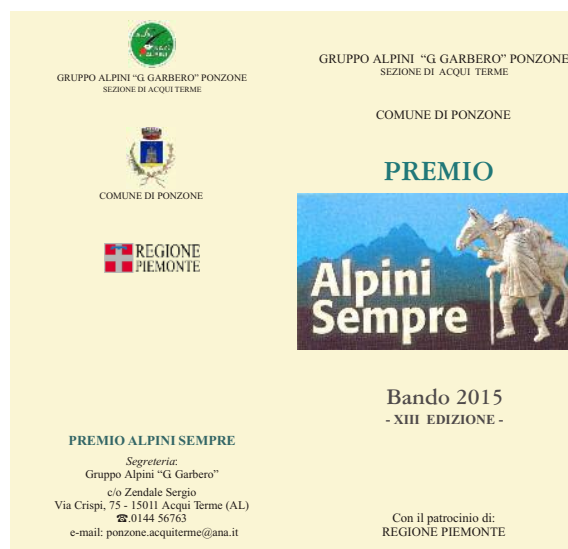 GRUPPO ALPINI “G. GARBERO” PONZONE
SEZIONE DI ACQUI TERME
COMUNE DI PONZONE
REGIONE
PIEMONTE
PREMIO ALPINI SEMPRE
Segreteria:
Gruppo Alpini “G. Garbero”
c/o Zendale Sergio
Via Crispi, 75 - 15011 Acqui Terme (AL)
☎.0144 56763
e-mail: ponzone.acquiterme@ana.it
GRUPPO ALPINI “G. GARBERO” PONZONE
SEZIONE DI ACQUI TERME
COMUNE DI PONZONE
PREMIO
Alpini
Sempre
Bando 2015
- XIII EDIZIONE -
Con il patrocinio di:
REGIONE PIEMONTE